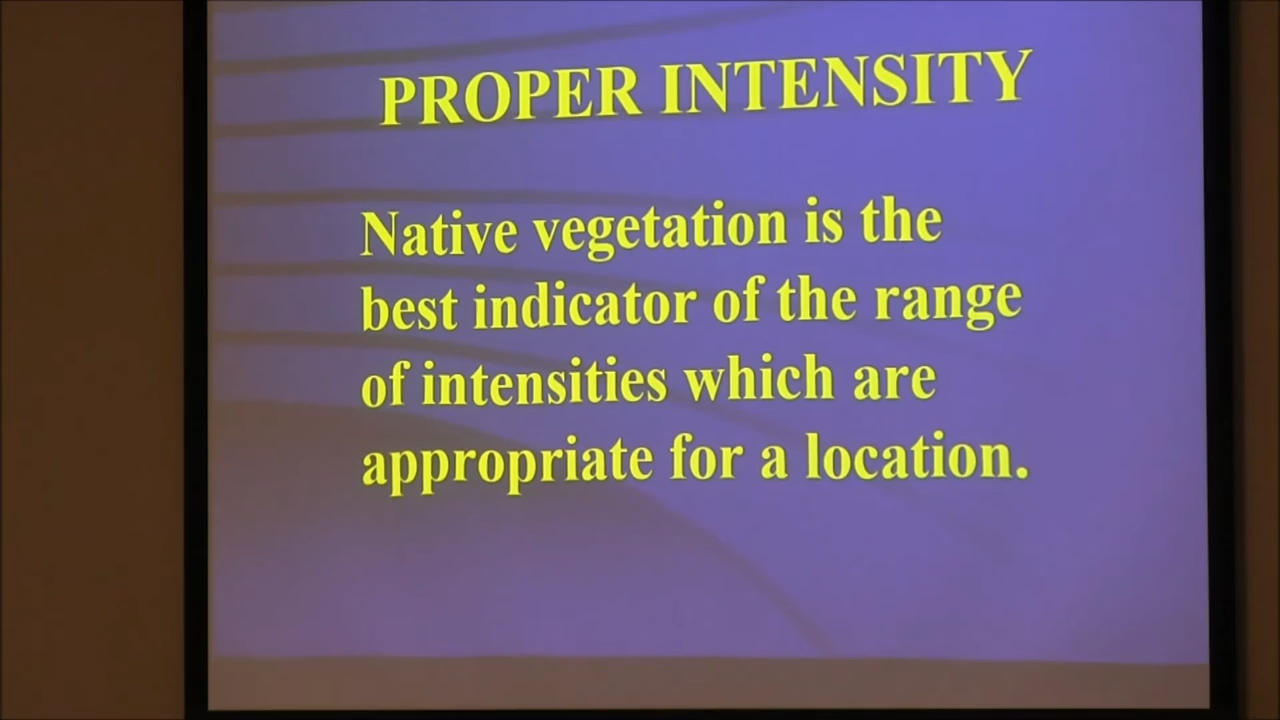 PROPER INTENSITY
Native vegetation is the
best indicator of the range
of intensities which are
appropriate for a location.